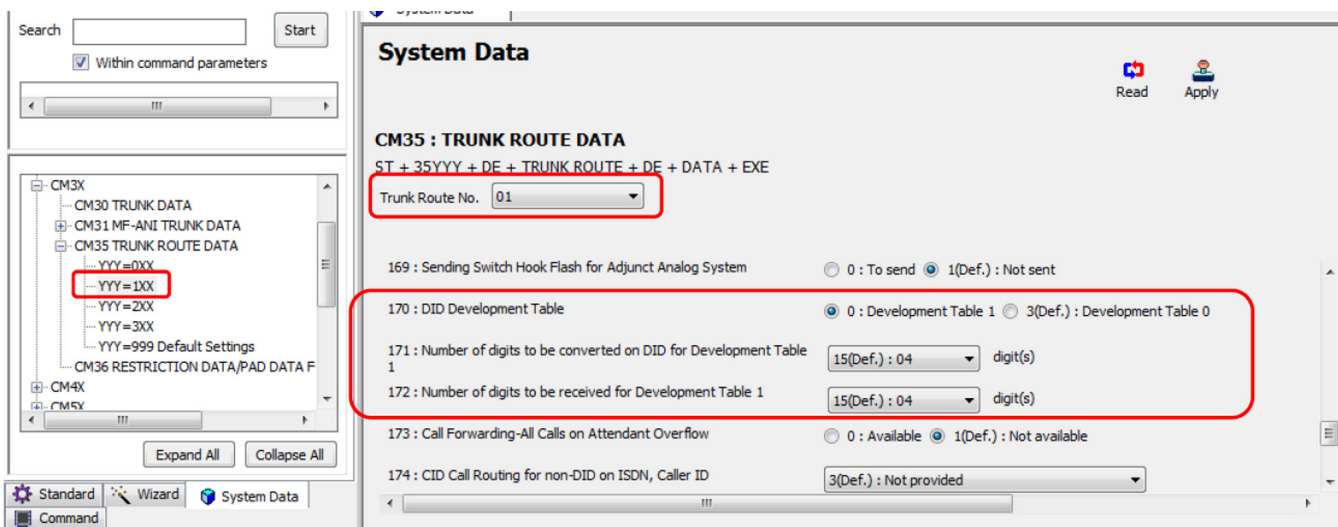 Search
Start
Within command parameters
CM3X
CM30 TRUNK DATA
CM31 MF-ANI TRUNK DATA
CM35 TRUNK ROUTE DATA
YYY=0XX
YYY=1XX
YYY=2XX
YYY=3XX
YYY=999 Default Settings
CM36 RESTRICTION DATA/PAD DATA F
CM4X
CM5X
Expand All Collapse All
Standard Wizard System Data
Command
System Data
System Data
Read Apply
CM35 : TRUNK ROUTE DATA
ST + 35YYY + DE + TRUNK ROUTE + DE + DATA + EXE
Trunk Route No. 01
169 : Sending Switch Hook Flash for Adjunct Analog System 0 : To send 1(Def.) : Not sent
170 : DID Development Table 0 : Development Table 1 3(Def.) : Development Table 0
171 : Number of digits to be converted on DID for Development Table
1
15(Def.) : 04 digit(s)
172 : Number of digits to be received for Development Table 1 15(Def.) : 04 digit(s)
173 : Call Forwarding-All Calls on Attendant Overflow 0 : Available 1(Def.) : Not available
174 : CID Call Routing for non-DID on ISDN, Caller ID 3(Def.) : Not provided